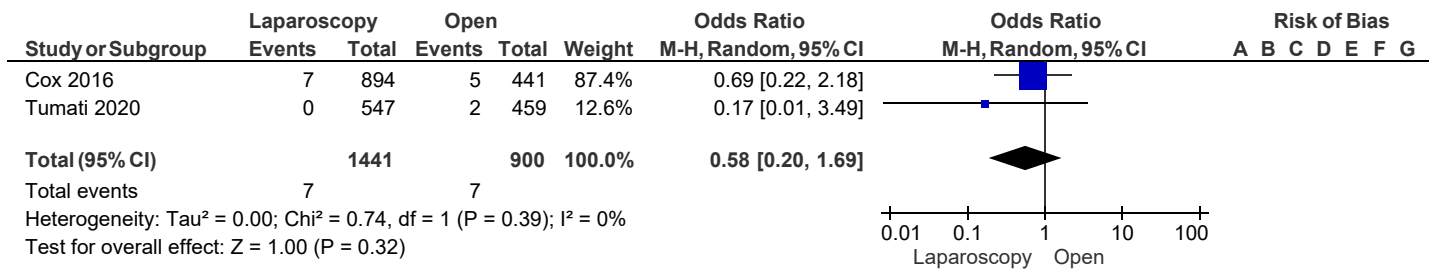 Laparoscopy Open Odds Ratio Odds Ratio Risk of Bias
Study or Subgroup Events Total Events Total Weight M-H, Random, 95% CI M-H, Random, 95% CI A B C D E F G
Cox 2016 7 894 5 441 87.4% 0.69 [0.22, 2.18]
Tumati 2020 0 547 2 459 12.6% 0.17 [0.01, 3.49]
Total (95% CI) 1441 900 100.0% 0.58 [0.20, 1.69]
Total events 7 7
Heterogeneity: Tau² = 0.00; Chi² = 0.74, df = 1 (P = 0.39); I² = 0%
Test for overall effect: Z = 1.00 (P = 0.32)
0.01 0.1 1 10 100
Laparoscopy Open